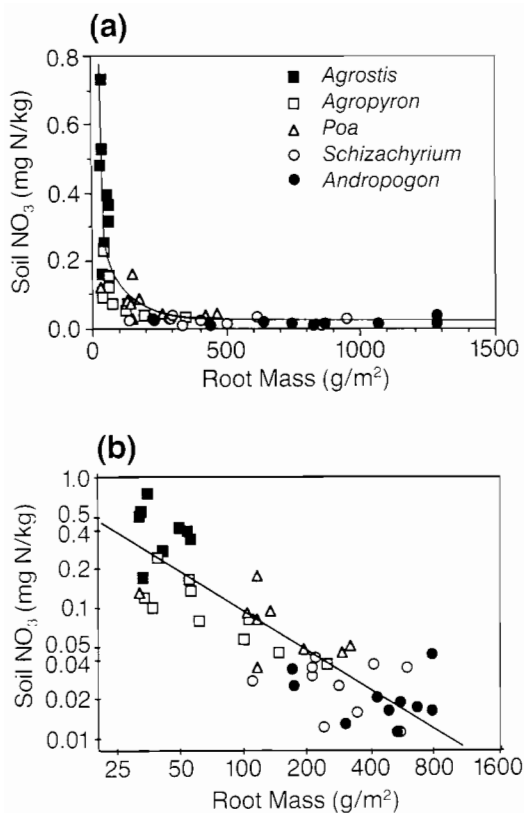 (a)
Soil NO₃ (mg N/kg)
0.8
0.6
0.4
0.2
0.0
■ Agrostis
□ Agropyron
△ Poa
○ Schizachyrium
● Andropogon
0 500 1000 1500
Root Mass (g/m²)
(b)
Soil NO₃ (mg N/kg)
1.0
0.5
0.4
0.2
0.1
0.04
0.04
0.02
0.01
25 50 100 200 400 800 1600
Root Mass (g/m²)